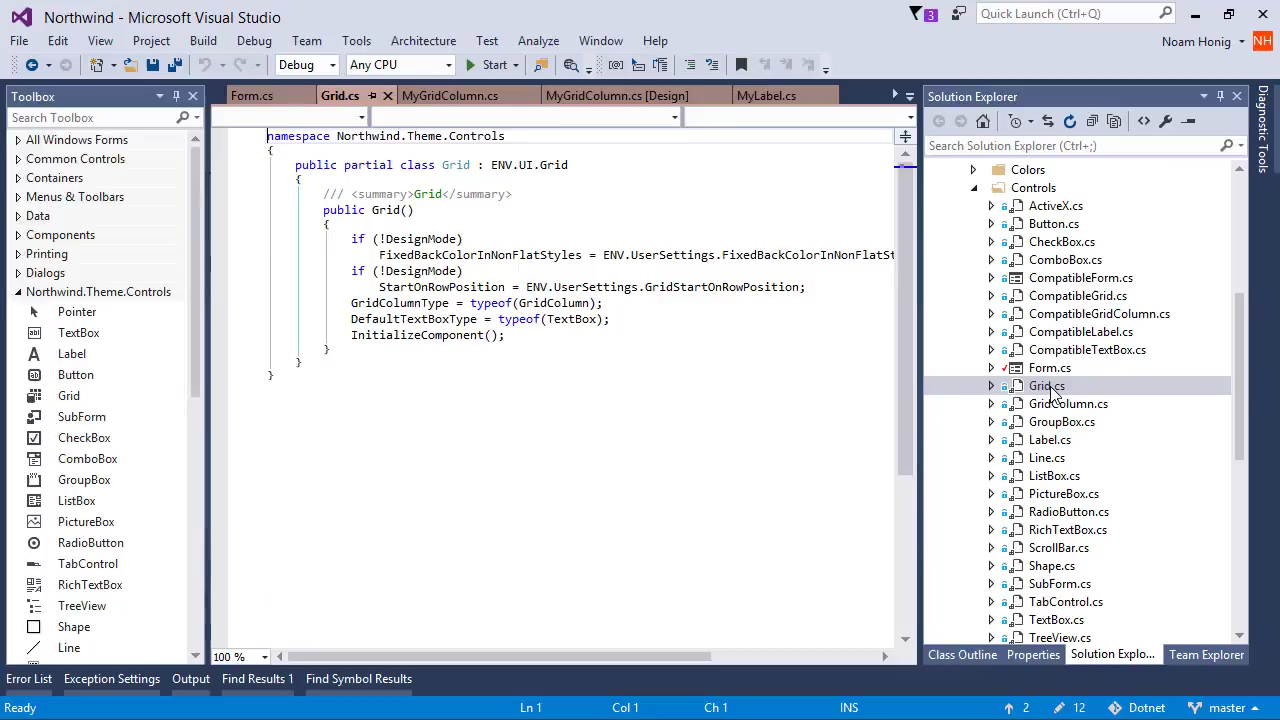 Northwind - Microsoft Visual Studio
3
Quick Launch (Ctrl+Q)
File Edit View Project Build Debug Team Tools Architecture Test Analyze Window Help
Noam Honig
NH
Debug Any CPU Start
Toolbox
Search Toolbox
All Windows Forms
Common Controls
Containers
Menus & Toolbars
Data
Components
Printing
Dialogs
Northwind.Theme.Controls
Pointer
TextBox
Label
Button
Grid
SubForm
CheckBox
ComboBox
GroupBox
ListBox
PictureBox
RadioButton
TabControl
RichTextBox
TreeView
Shape
Line
Form.cs Grid.cs MyGridColumn.cs MyGridColumn.cs [Design] MyLabel.cs
namespace Northwind.Theme.Controls
{
public partial class Grid : ENV.UI.Grid
{
/// <summary>Grid</summary>
public Grid()
{
if (!DesignMode)
FixedBackColorInNonFlatStyles = ENV.UserSettings.FixedBackColorInNonFlatSt
if (!DesignMode)
StartOnRowPosition = ENV.UserSettings.GridStartOnRowPosition;
GridColumnType = typeof(GridColumn);
DefaultTextBoxType = typeof(TextBox);
InitializeComponent();
}
}
}
100 %
Solution Explorer
Search Solution Explorer (Ctrl+;)
Colors
Controls
ActiveX.cs
Button.cs
CheckBox.cs
ComboBox.cs
CompatibleForm.cs
CompatibleGrid.cs
CompatibleGridColumn.cs
CompatibleLabel.cs
CompatibleTextBox.cs
Form.cs
Grid.cs
GridColumn.cs
GroupBox.cs
Label.cs
Line.cs
ListBox.cs
PictureBox.cs
RadioButton.cs
RichTextBox.cs
ScrollBar.cs
Shape.cs
SubForm.cs
TabControl.cs
TextBox.cs
TreeView.cs
Class Outline Properties Solution Explo... Team Explorer
Diagnostic Tools
Error List Exception Settings Output Find Results 1 Find Symbol Results
Ready Ln 1 Col 1 Ch 1 INS 2 12 Dotnet master